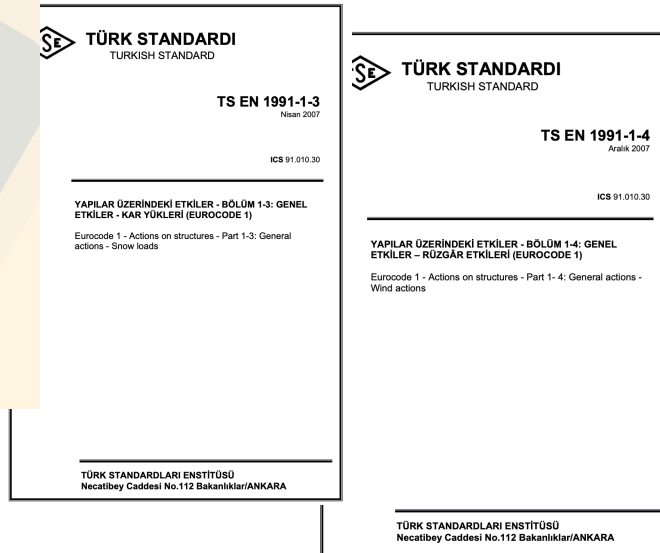 SE
TÜRK STANDARDI
TURKISH STANDARD
TS EN 1991-1-3
Nisan 2007
ICS 91.010.30
YAPILAR ÜZERİNDEKİ ETKİLER - BÖLÜM 1-3: GENEL
ETKİLER - KAR YÜKLERİ (EUROCODE 1)
Eurocode 1 - Actions on structures - Part 1-3: General
actions - Snow loads
TÜRK STANDARDLARI ENSTİTÜSÜ
Necatibey Caddesi No.112 Bakanlıklar/ANKARA
SE
TÜRK STANDARDI
TURKISH STANDARD
TS EN 1991-1-4
Aralık 2007
ICS 91.010.30
YAPILAR ÜZERİNDEKİ ETKİLER - BÖLÜM 1-4: GENEL
ETKİLER – RÜZGÂR ETKİLERİ (EUROCODE 1)
Eurocode 1 - Actions on structures - Part 1- 4: General actions -
Wind actions
TÜRK STANDARDLARI ENSTİTÜSÜ
Necatibey Caddesi No.112 Bakanlıklar/ANKARA